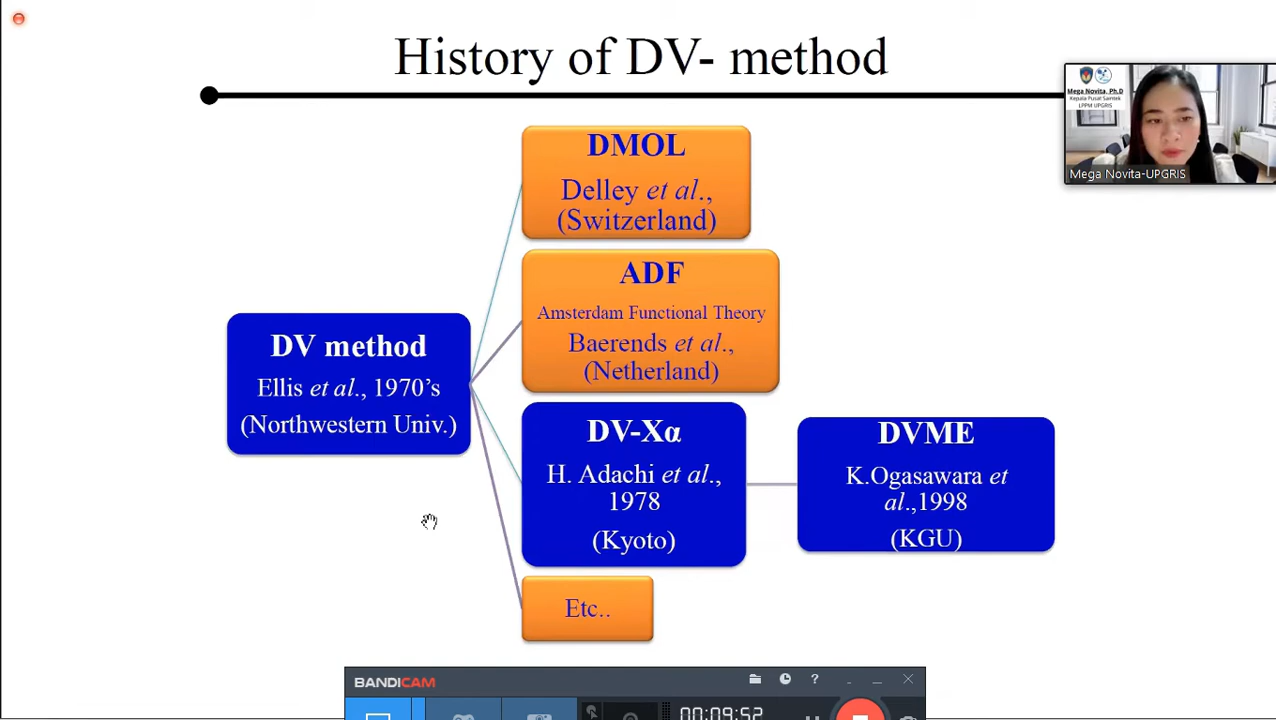 History of DV- method
Mega Novita, Ph.D
Kepala Pusat Saintek
LPPM UPGRIS
Mega Novita-UPGRIS
DMOL
Delley et al.,
(Switzerland)
ADF
Amsterdam Functional Theory
Baerends et al.,
(Netherland)
DV method
Ellis et al., 1970's
(Northwestern Univ.)
DV-Xα
H. Adachi et al.,
1978
(Kyoto)
DVME
K.Ogasawara et
al.,1998
(KGU)
Etc..
BANDICAM
?
00:09:52